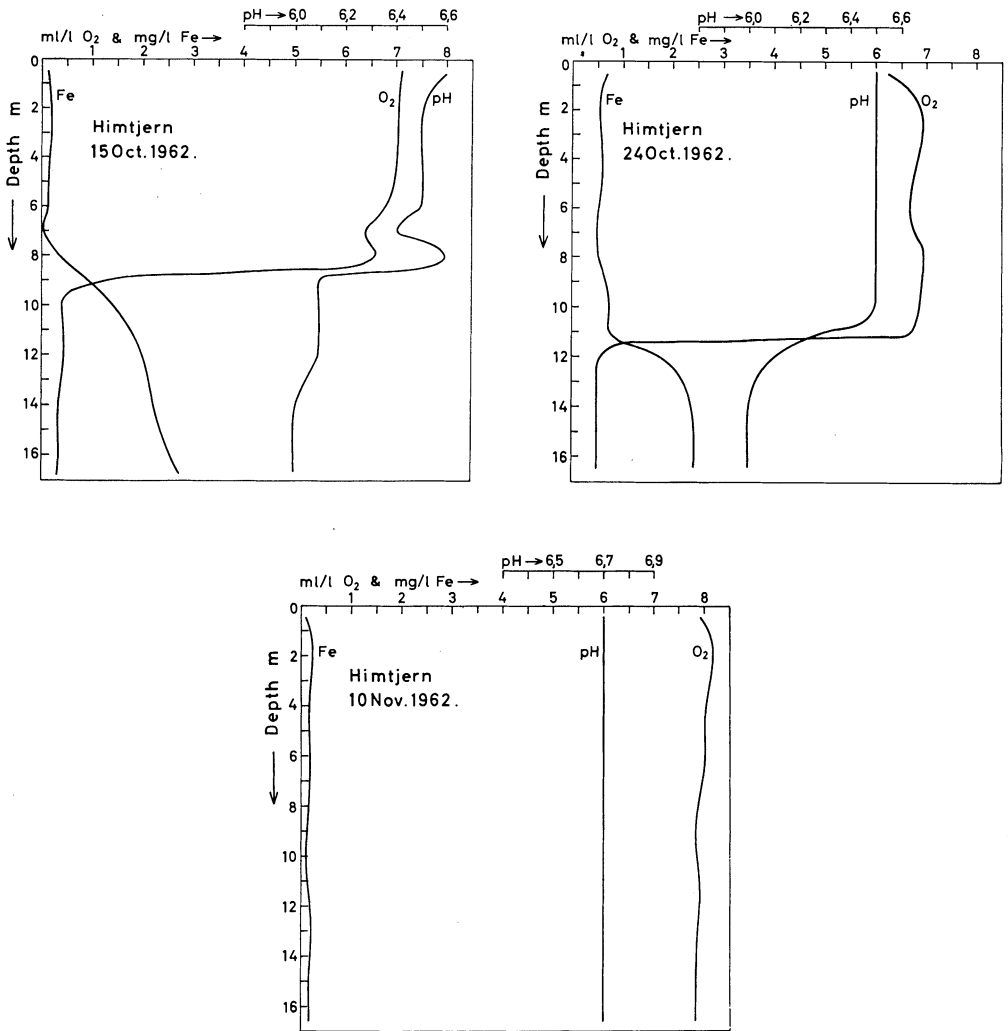 pH → 6,0 6,2 6,4 6,6
ml/l O₂ & mg/l Fe →
0 1 2 3 4 5 6 7 8
Fe O₂ pH
Himtjern
15 Oct. 1962.
← Depth m
2
4
6
8
10
12
14
16
pH → 6,0 6,2 6,4 6,6
ml/l O₂ & mg/l Fe →
0 1 2 3 4 5 6 7 8
Fe pH O₂
Himtjern
24 Oct. 1962.
← Depth m
2
4
6
8
10
12
14
16
pH → 6,5 6,7 6,9
ml/l O₂ & mg/l Fe →
0 1 2 3 4 5 6 7 8
Fe pH O₂
Himtjern
10 Nov. 1962.
← Depth m
2
4
6
8
10
12
14
16